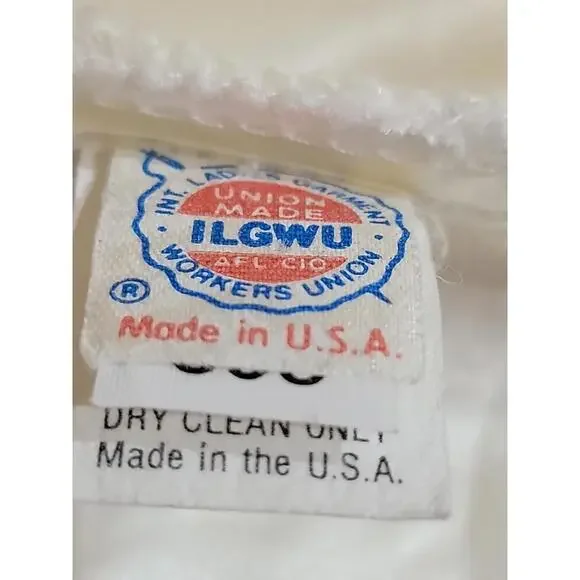 INT. LADIES GARMENT
UNION
MADE
ILGWU
AFL CIO
WORKERS UNION
®
Made in U.S.A.
DRY CLEAN ONLY
Made in the U.S.A.